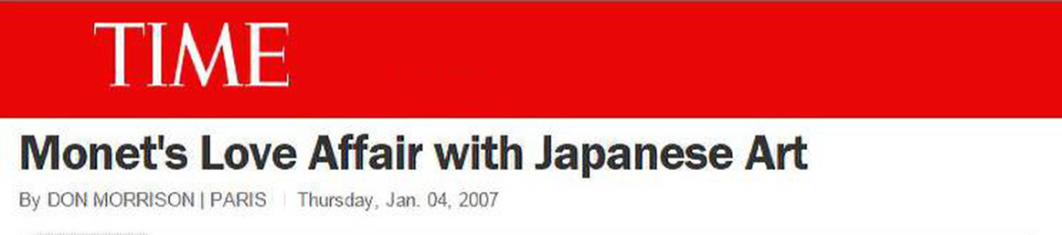 TIME
Monet's Love Affair with Japanese Art
By DON MORRISON | PARIS | Thursday, Jan. 04, 2007